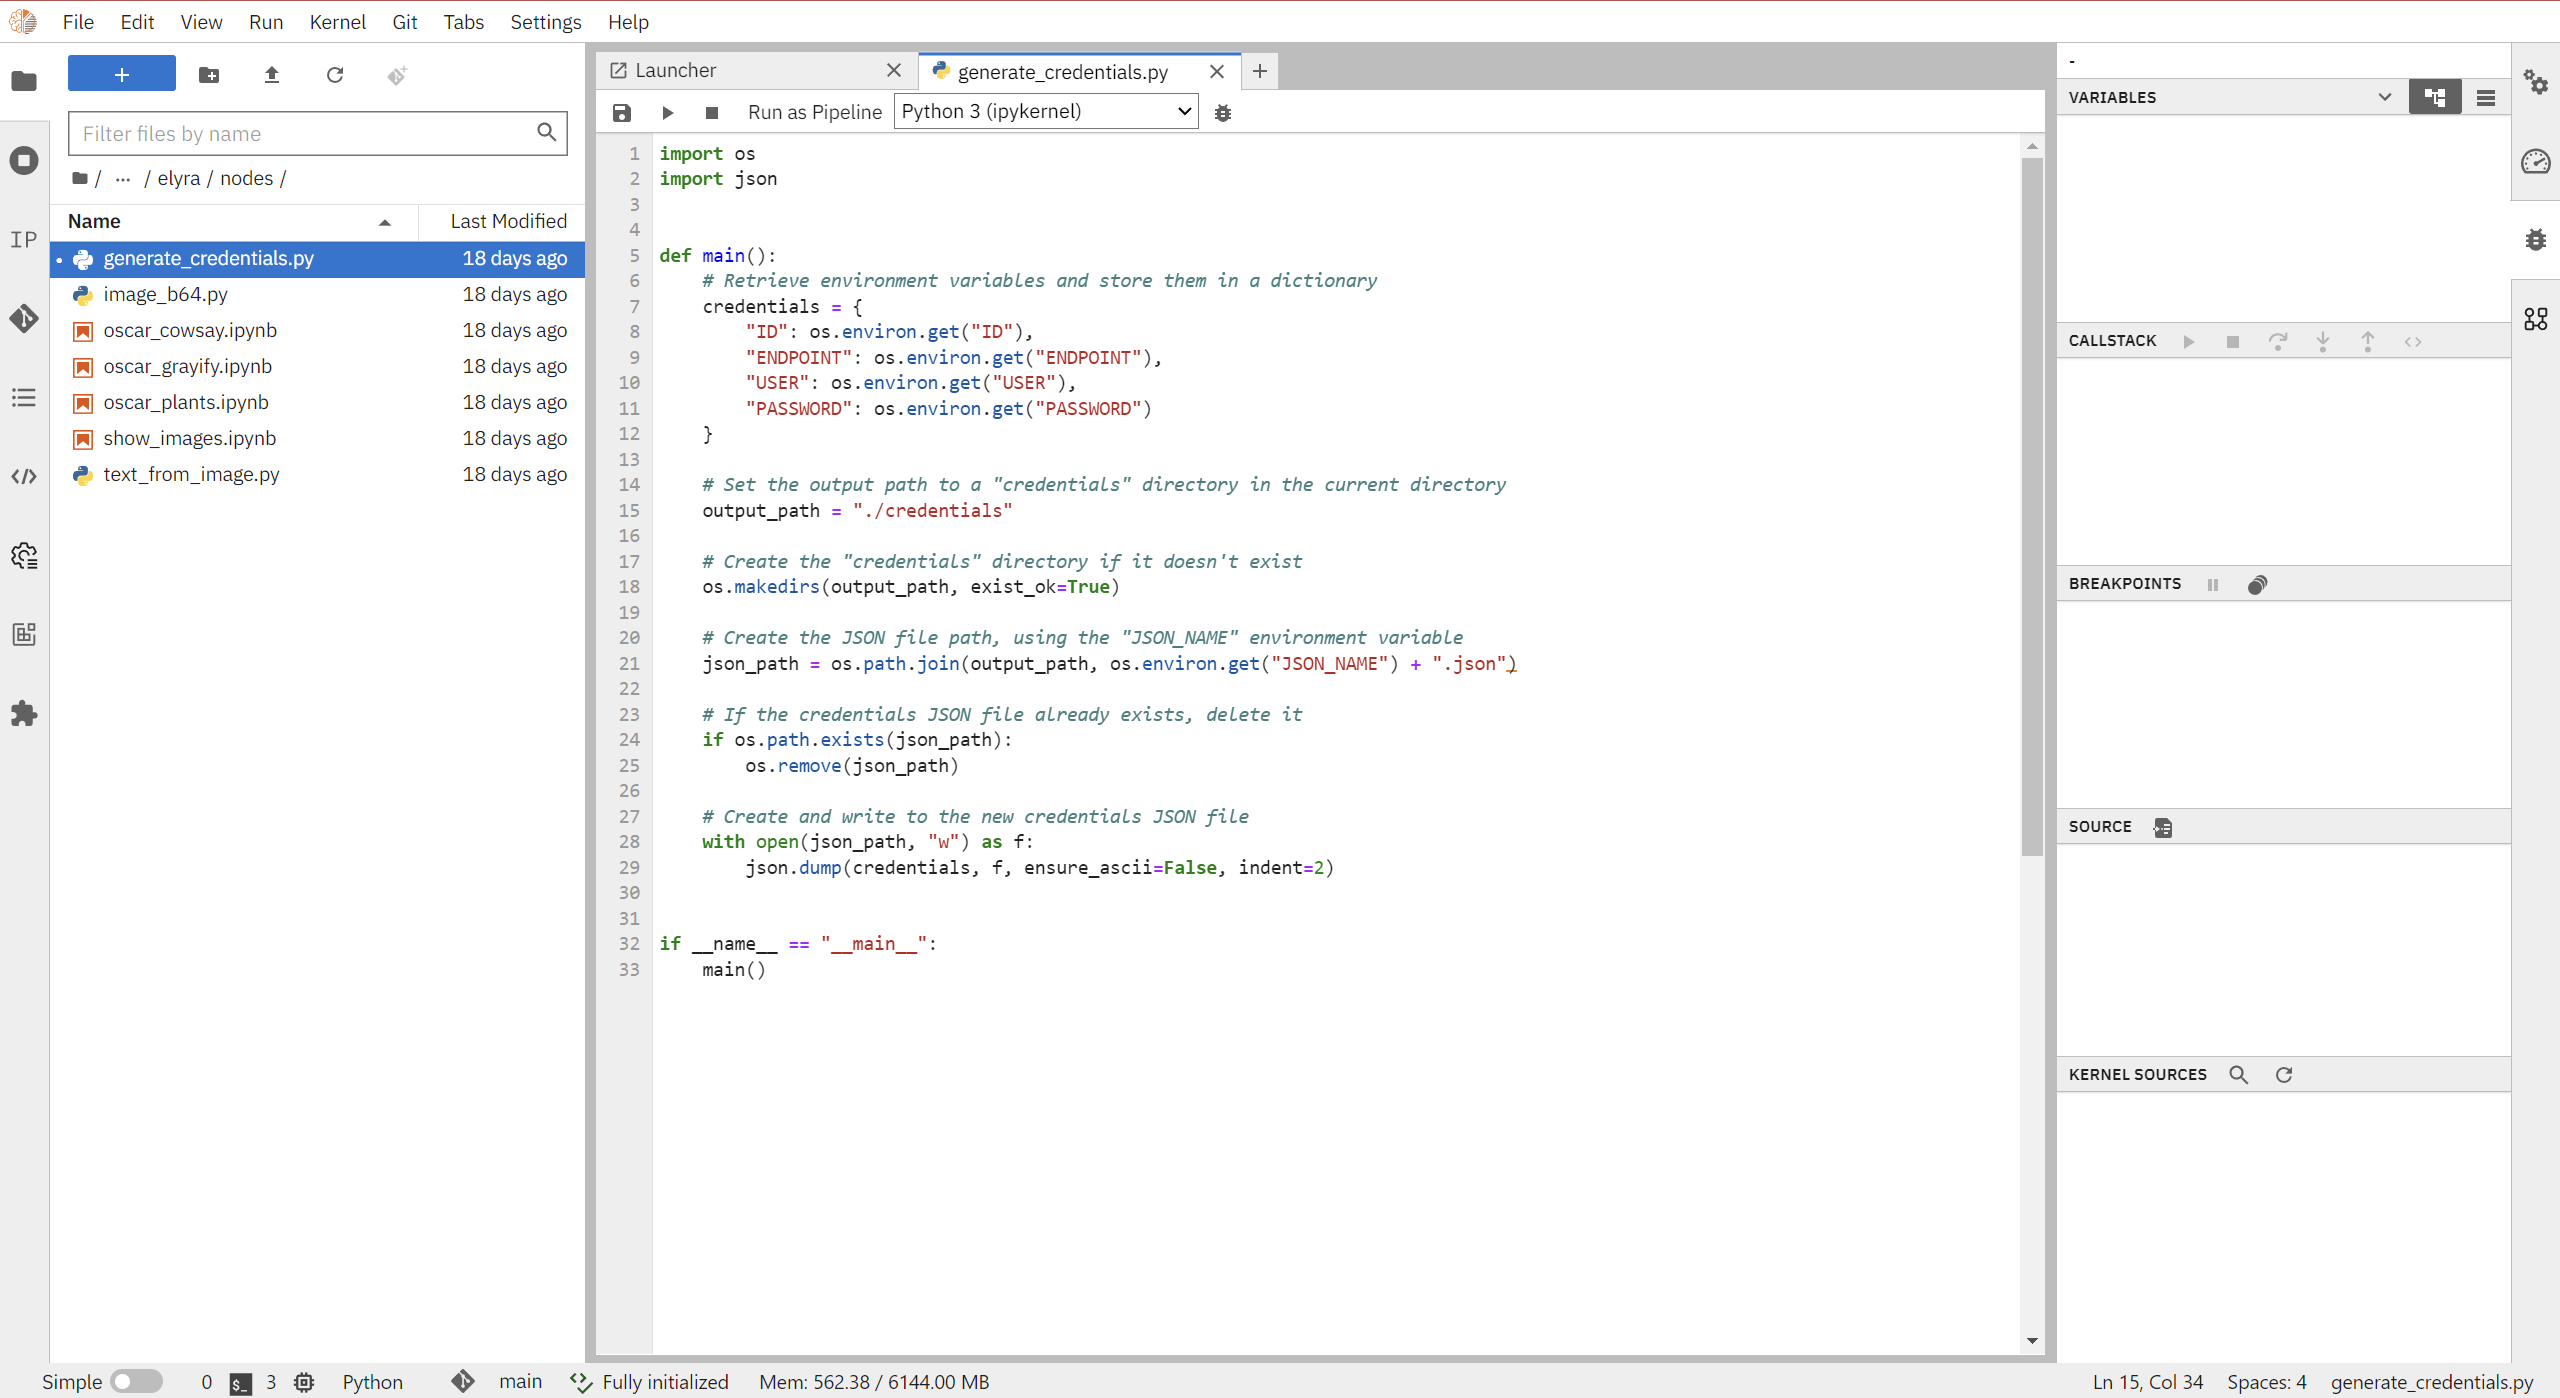 File Edit View Run Kernel Git Tabs Settings Help
+
Filter files by name
/ ... / elyra / nodes /
Name Last Modified
generate_credentials.py 18 days ago
image_b64.py 18 days ago
oscar_cowsay.ipynb 18 days ago
oscar_grayify.ipynb 18 days ago
oscar_plants.ipynb 18 days ago
show_images.ipynb 18 days ago
text_from_image.py 18 days ago
IP
Launcher generate_credentials.py
Run as Pipeline Python 3 (ipykernel)
1 import os
2 import json
3
4
5 def main():
6 # Retrieve environment variables and store them in a dictionary
7 credentials = {
8 "ID": os.environ.get("ID"),
9 "ENDPOINT": os.environ.get("ENDPOINT"),
10 "USER": os.environ.get("USER"),
11 "PASSWORD": os.environ.get("PASSWORD")
12 }
13
14 # Set the output path to a "credentials" directory in the current directory
15 output_path = "./credentials"
16
17 # Create the "credentials" directory if it doesn't exist
18 os.makedirs(output_path, exist_ok=True)
19
20 # Create the JSON file path, using the "JSON_NAME" environment variable
21 json_path = os.path.join(output_path, os.environ.get("JSON_NAME") + ".json")
22
23 # If the credentials JSON file already exists, delete it
24 if os.path.exists(json_path):
25 os.remove(json_path)
26
27 # Create and write to the new credentials JSON file
28 with open(json_path, "w") as f:
29 json.dump(credentials, f, ensure_ascii=False, indent=2)
30
31
32 if __name__ == "__main__":
33 main()
-
VARIABLES
CALLSTACK
BREAKPOINTS
SOURCE
KERNEL SOURCES
Simple 0 $_ 3 Python main Fully initialized Mem: 562.38 / 6144.00 MB Ln 15, Col 34 Spaces: 4 generate_credentials.py